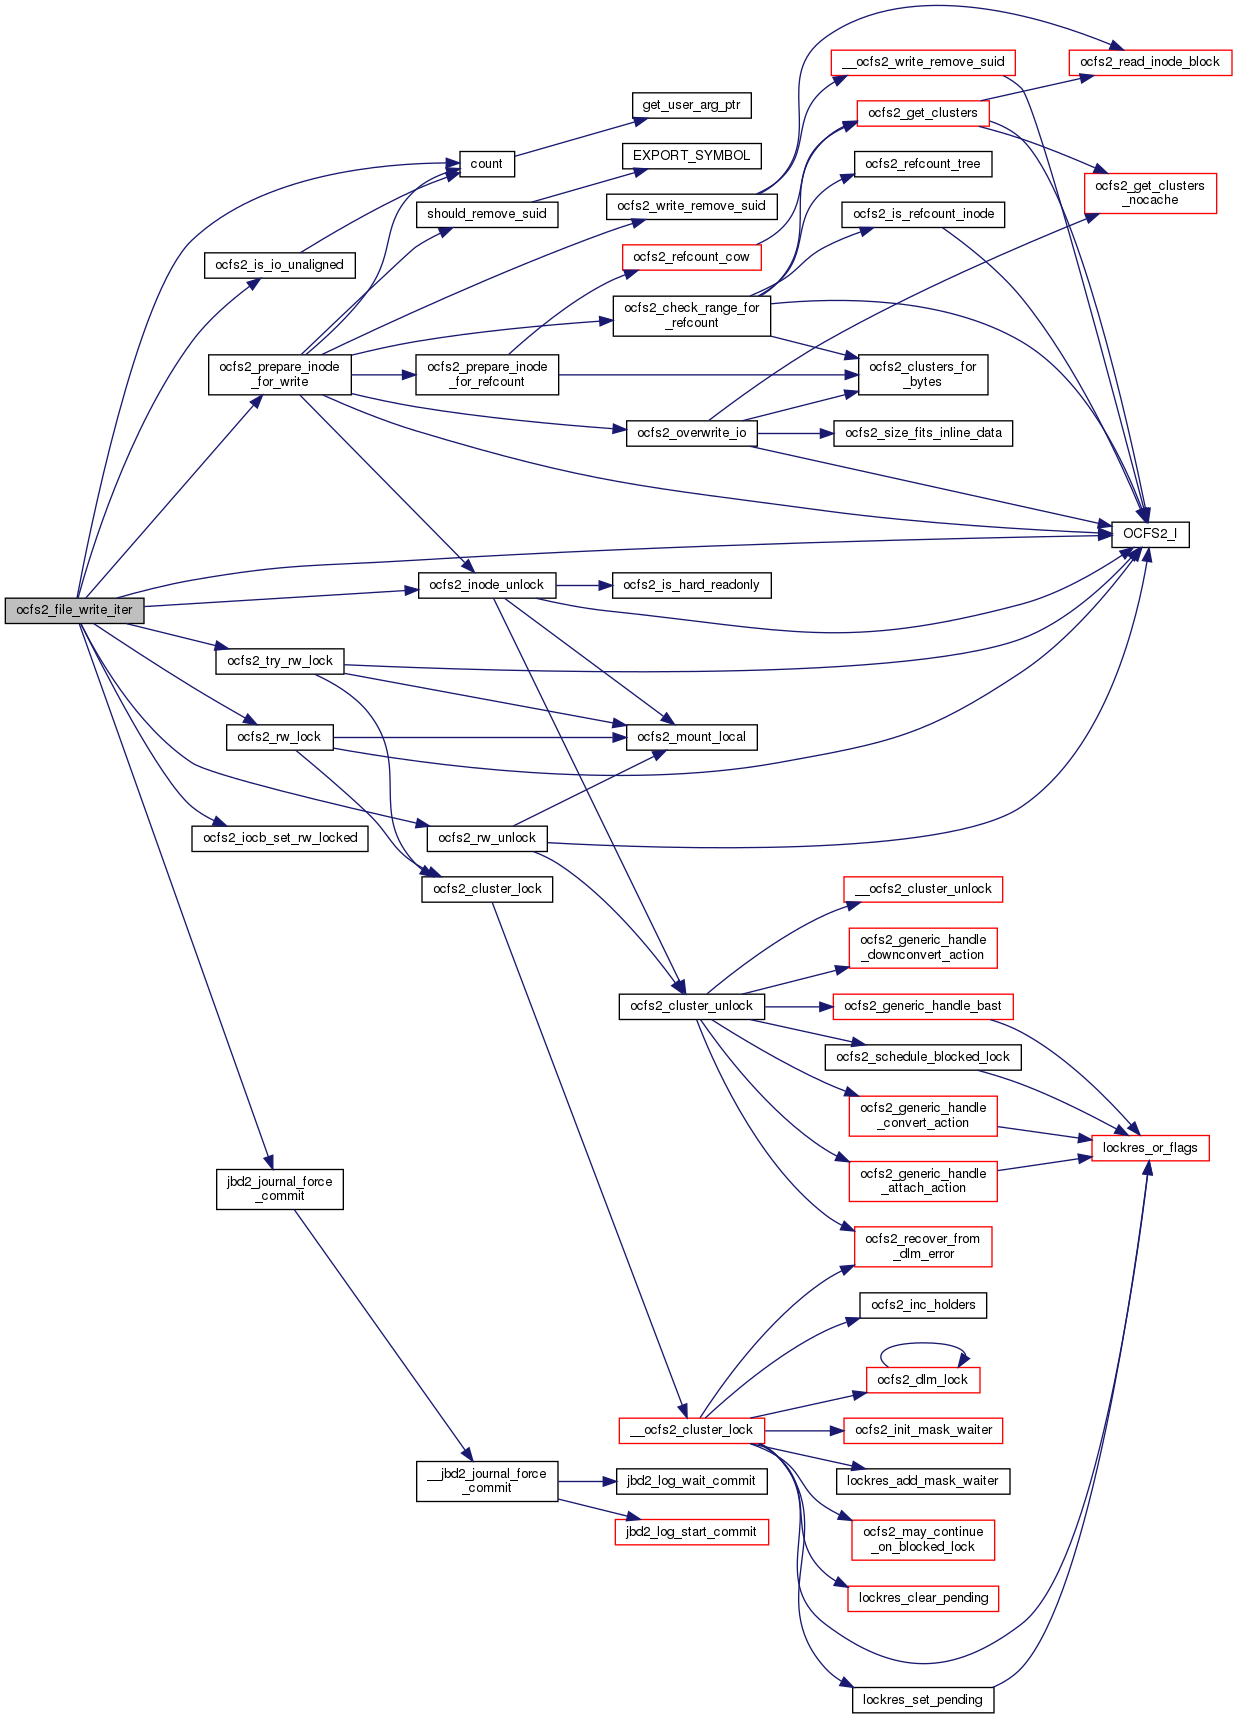 ocfs2_read_inode_block
__ocfs2_write_remove_suid
get_user_arg_ptr
ocfs2_get_clusters
EXPORT_SYMBOL
count
ocfs2_refcount_tree
ocfs2_get_clusters
_nocache
ocfs2_write_remove_suid
should_remove_suid
ocfs2_is_refcount_inode
ocfs2_refcount_cow
ocfs2_is_io_unaligned
ocfs2_check_range_for
_refcount
ocfs2_prepare_inode
_for_write
ocfs2_prepare_inode
_for_refcount
ocfs2_clusters_for
_bytes
ocfs2_overwrite_io
ocfs2_size_fits_inline_data
OCFS2_I
ocfs2_inode_unlock
ocfs2_is_hard_readonly
ocfs2_file_write_iter
ocfs2_try_rw_lock
ocfs2_rw_lock
ocfs2_mount_local
ocfs2_iocb_set_rw_locked
ocfs2_rw_unlock
ocfs2_cluster_lock
__ocfs2_cluster_unlock
ocfs2_generic_handle
_downconvert_action
ocfs2_cluster_unlock
ocfs2_generic_handle_bast
ocfs2_schedule_blocked_lock
ocfs2_generic_handle
_convert_action
lockres_or_flags
ocfs2_generic_handle
_attach_action
jbd2_journal_force
_commit
ocfs2_recover_from
_dlm_error
ocfs2_inc_holders
ocfs2_dlm_lock
__ocfs2_cluster_lock
ocfs2_init_mask_waiter
__jbd2_journal_force
_commit
jbd2_log_wait_commit
lockres_add_mask_waiter
jbd2_log_start_commit
ocfs2_may_continue
_on_blocked_lock
lockres_clear_pending
lockres_set_pending